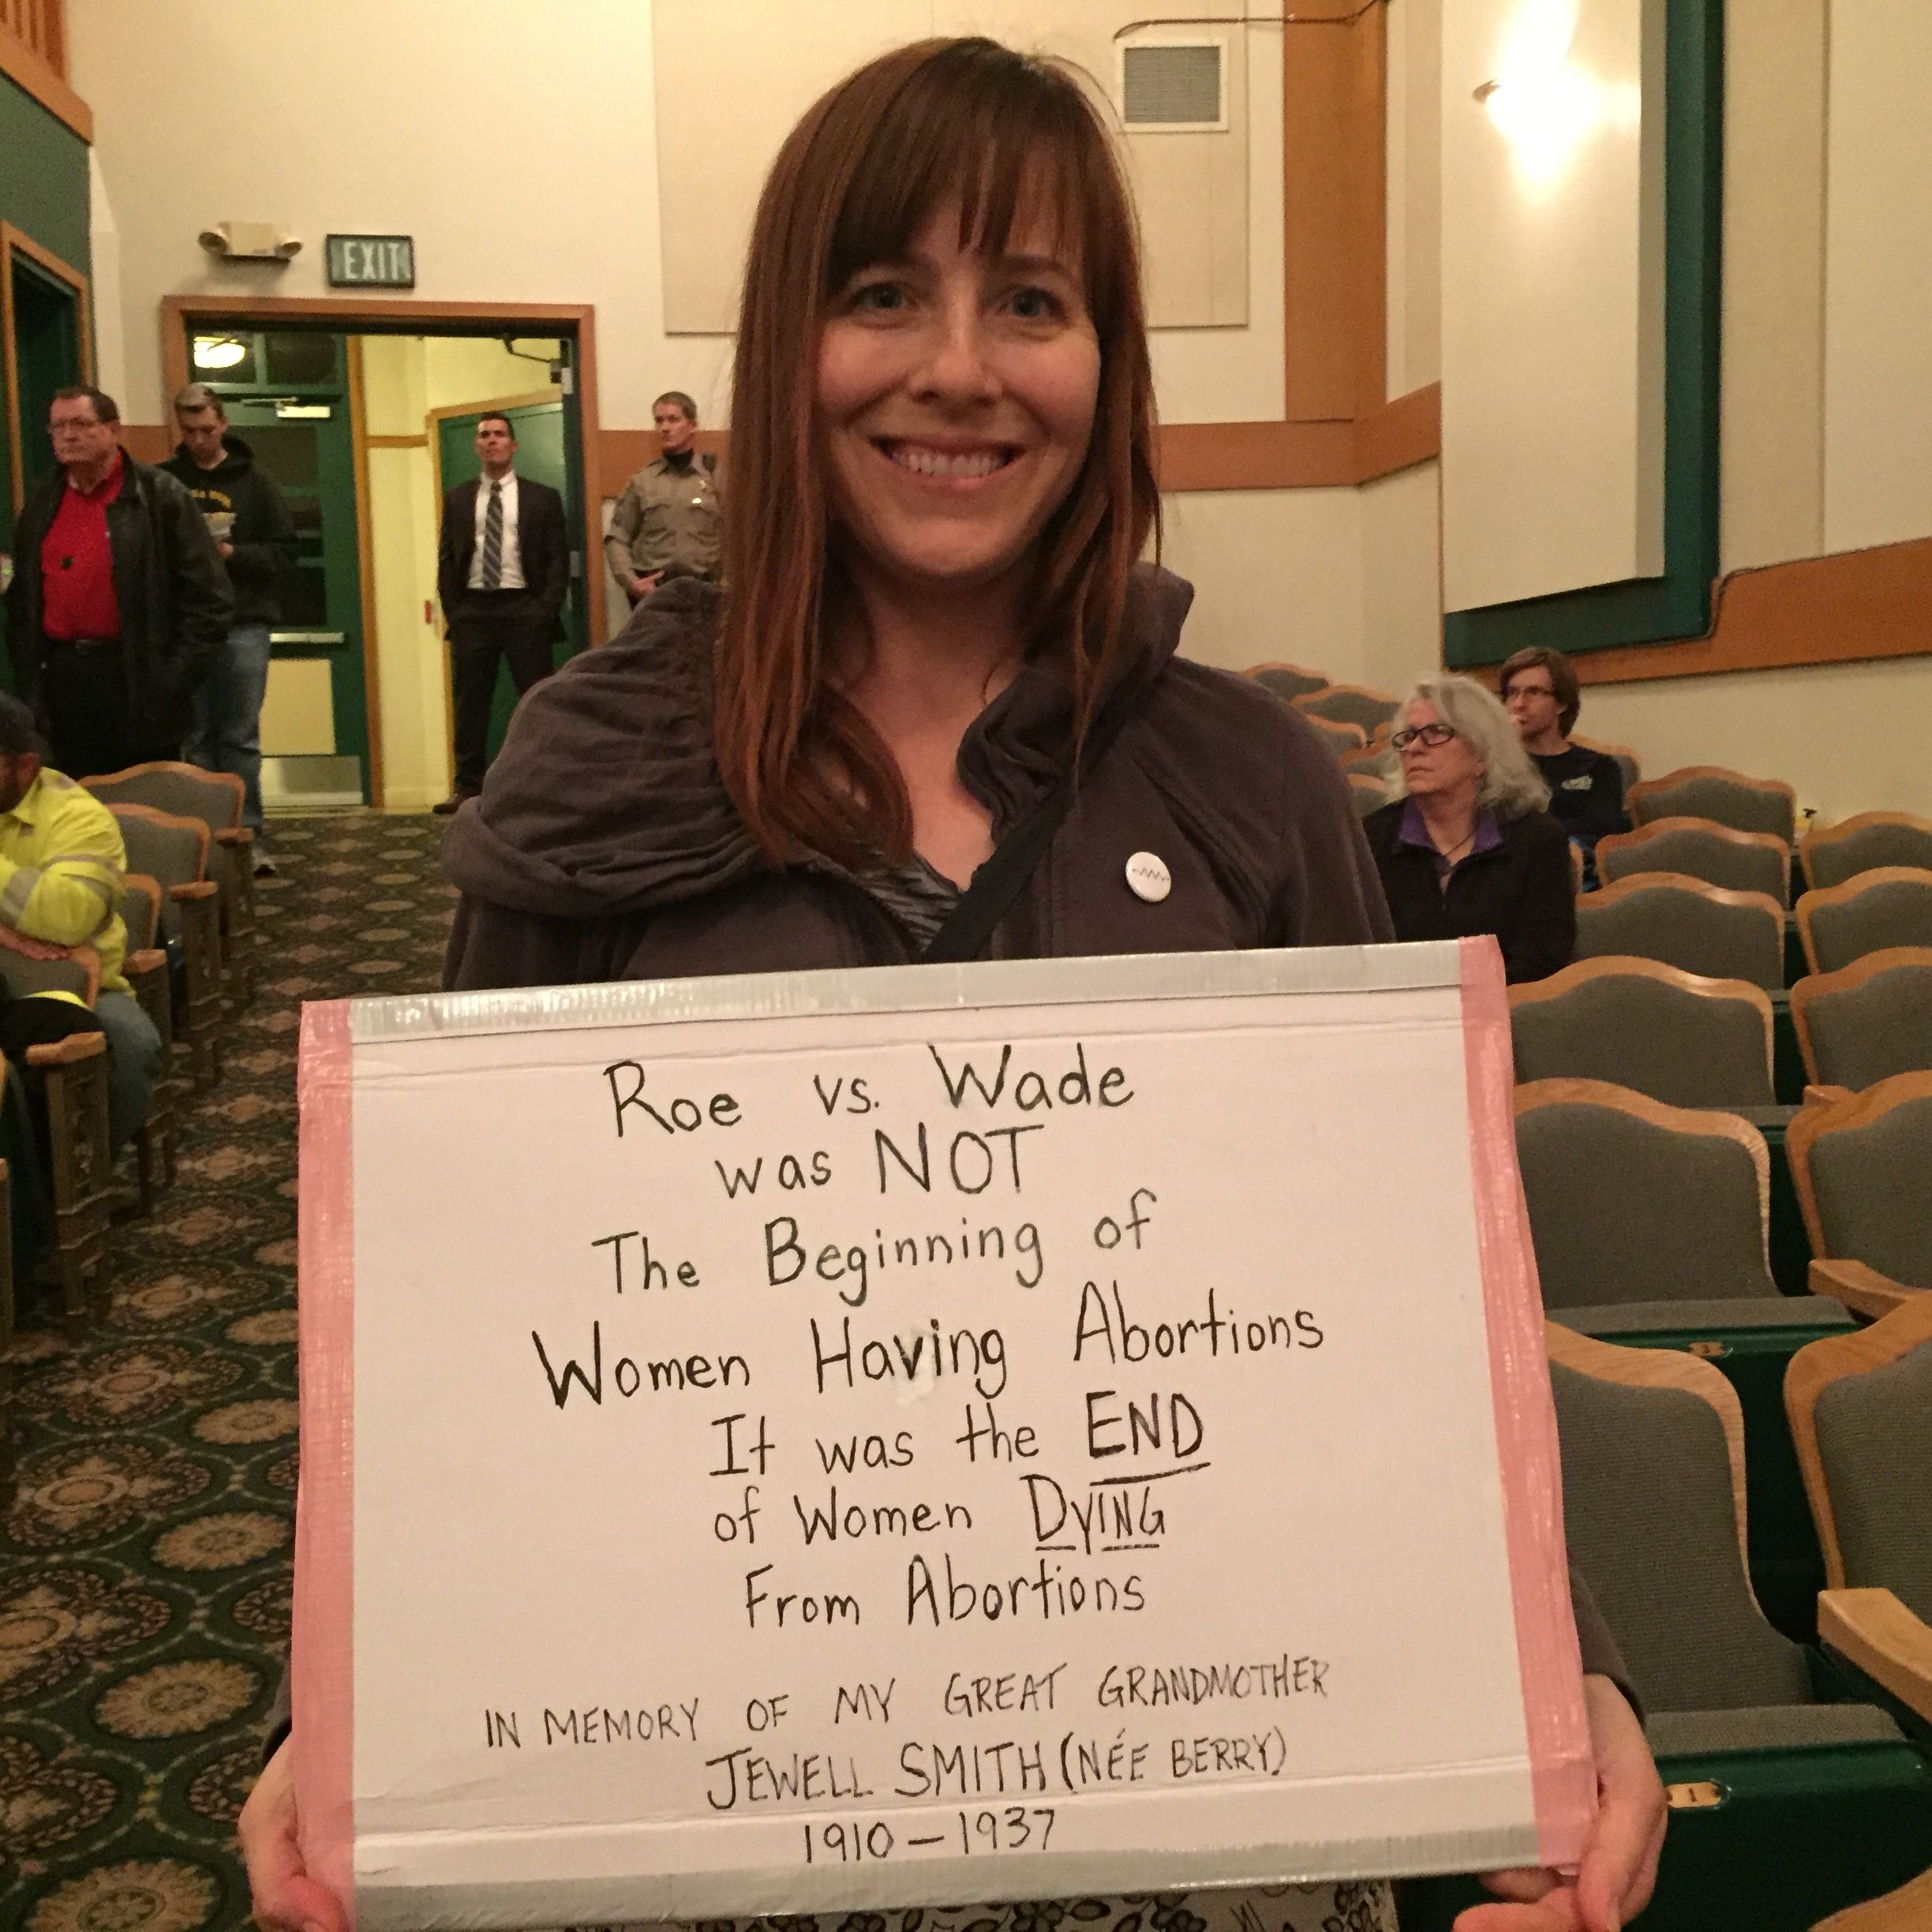 EXIT
Roe vs. Wade
was NOT
The Beginning of
Women Having Abortions
It was the END
of Women DyING
From Abortions
IN MEMORY OF MY GREAT GRANDMOTHER
JEWELL SMITH (NÉE BERRY)
1910-1937
1